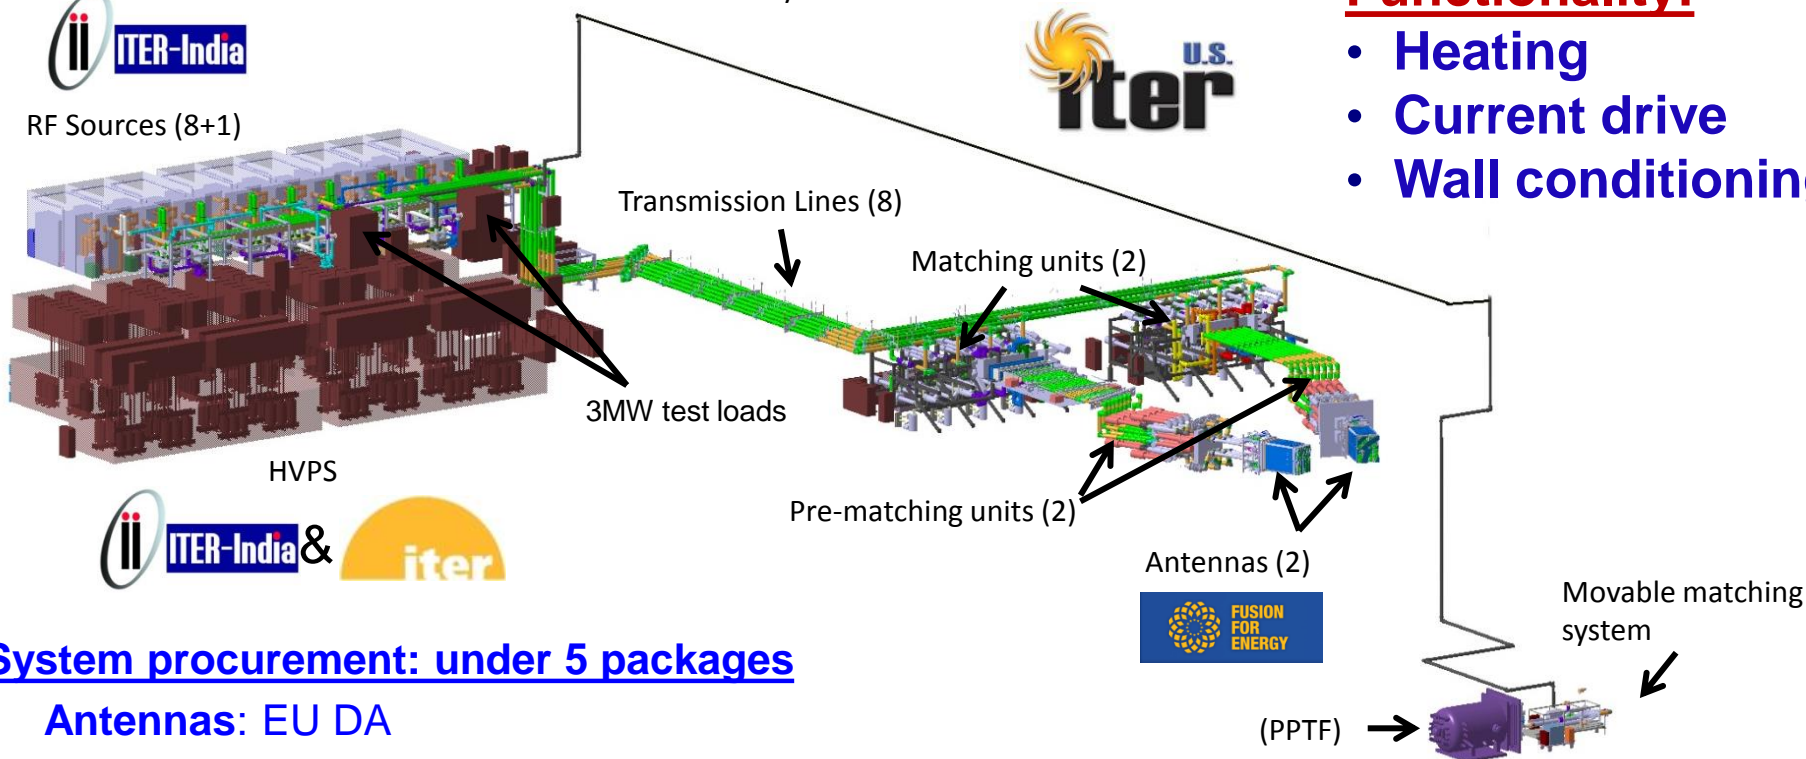 Functionality:
ITER-India
U.S.
iter
• Heating
RF Sources (8+1)
• Current drive
• Wall conditioning
Transmission Lines (8)
Matching units (2)
3MW test loads
HVPS
Pre-matching units (2)
ITER-India & iter
Antennas (2)
FUSION
FOR
ENERGY
Movable matching
system
System procurement: under 5 packages
Antennas: EU DA
(PPTF)